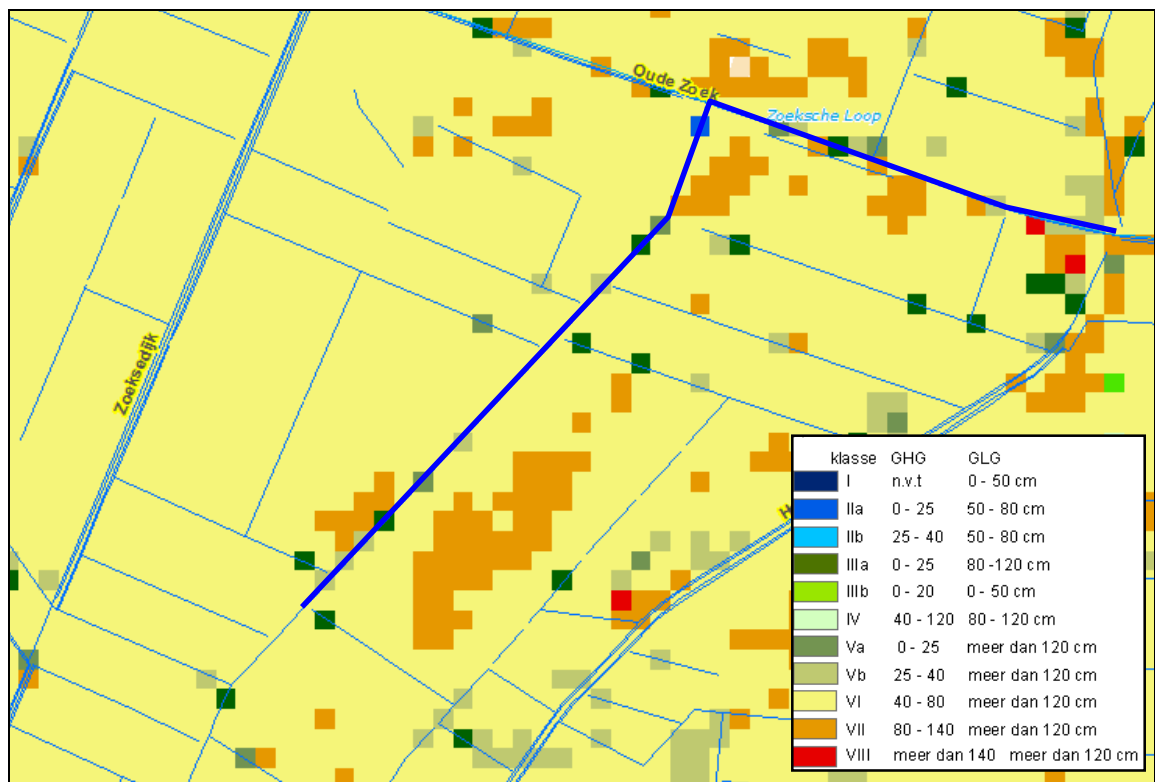 Oude Zoek
Zoeksche Loop
Zoeksedijk
H
klasse GHG GLG
I n.v.t 0 - 50 cm
IIa 0 - 25 50 - 80 cm
IIb 25 - 40 50 - 80 cm
IIIa 0 - 25 80 -120 cm
IIIb 0 - 20 0 - 50 cm
IV 40 - 120 80 - 120 cm
Va 0 - 25 meer dan 120 cm
Vb 25 - 40 meer dan 120 cm
VI 40 - 80 meer dan 120 cm
VII 80 - 140 meer dan 120 cm
VIII meer dan 140 meer dan 120 cm